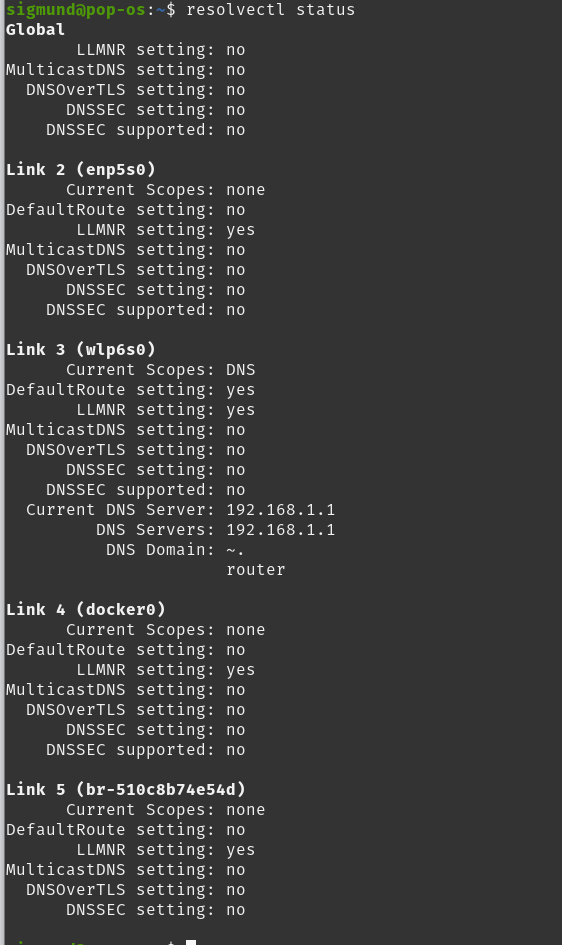 sigmund@pop-os:~$ resolvectl status
Global
LLMNR setting: no
MulticastDNS setting: no
DNSOverTLS setting: no
DNSSEC setting: no
DNSSEC supported: no
Link 2 (enp5s0)
Current Scopes: none
DefaultRoute setting: no
LLMNR setting: yes
MulticastDNS setting: no
DNSOverTLS setting: no
DNSSEC setting: no
DNSSEC supported: no
Link 3 (wlp6s0)
Current Scopes: DNS
DefaultRoute setting: yes
LLMNR setting: yes
MulticastDNS setting: no
DNSOverTLS setting: no
DNSSEC setting: no
DNSSEC supported: no
Current DNS Server: 192.168.1.1
DNS Servers: 192.168.1.1
DNS Domain: ~.
router
Link 4 (docker0)
Current Scopes: none
DefaultRoute setting: no
LLMNR setting: yes
MulticastDNS setting: no
DNSOverTLS setting: no
DNSSEC setting: no
DNSSEC supported: no
Link 5 (br-510c8b74e54d)
Current Scopes: none
DefaultRoute setting: no
LLMNR setting: yes
MulticastDNS setting: no
DNSOverTLS setting: no
DNSSEC setting: no